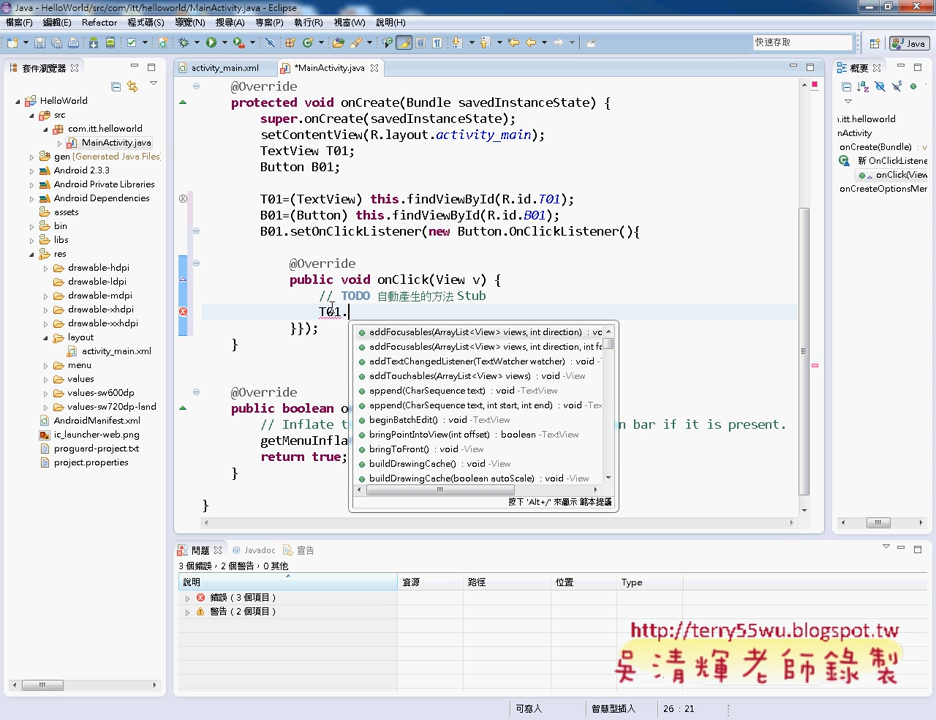 Java - HelloWorld/src/com/itt/helloworld/MainActivity.java - Eclipse
檔案(F) 編輯(E) Refactor 程式碼(S) 導覽(N) 搜尋(A) 專案(P) 執行(R) 視窗(W) 說明(H)
快速存取
Java
套件瀏覽器
HelloWorld
src
com.itt.helloworld
MainActivity.java
gen [Generated Java Files]
Android 2.3.3
Android Private Libraries
Android Dependencies
assets
bin
libs
res
drawable-hdpi
drawable-ldpi
drawable-mdpi
drawable-xhdpi
drawable-xxhdpi
layout
activity_main.xml
menu
values
values-sw600dp
values-sw720dp-land
AndroidManifest.xml
ic_launcher-web.png
proguard-project.txt
project.properties
activity_main.xml
*MainActivity.java
@Override
protected void onCreate(Bundle savedInstanceState) {
super.onCreate(savedInstanceState);
setContentView(R.layout.activity_main);
TextView T01;
Button B01;
T01=(TextView) this.findViewById(R.id.T01);
B01=(Button) this.findViewById(R.id.B01);
B01.setOnClickListener(new Button.OnClickListener(){
@Override
public void onClick(View v) {
// TODO 自動產生的方法 Stub
T01.
}});
}
@Override
public boolean o
// Inflate t
n bar if it is present.
getMenuInfla
return true;
}
}
addFocusables(ArrayList<View> views, int direction) : vo
addFocusables(ArrayList<View> views, int direction, int fo
addTextChangedListener(TextWatcher watcher) : void -T
addTouchables(ArrayList<View> views) : void -View
append(CharSequence text) : void -TextView
append(CharSequence text, int start, int end) : void -Tex
beginBatchEdit() : void -TextView
bringPointIntoView(int offset) : boolean -TextView
bringToFront() : void -View
buildDrawingCache() : void -View
buildDrawingCache(boolean autoScale) : void -View
按下 'Alt+/' 來顯示 範本提議
概要
.itt.helloworld
nActivity
onCreate(Bundle) : v
新 OnClickListene
onClick(View
onCreateOptionsMer
問題
@ Javadoc
宣告
3 個錯誤，2 個警告，0 其他
說明 資源 路徑 位置 Type
錯誤 ( 3 個項目 )
警告 ( 2 個項目 )
http://terry55wu.blogspot.tw
吳清輝老師錄製
可寫入 智慧型插入 26 : 21